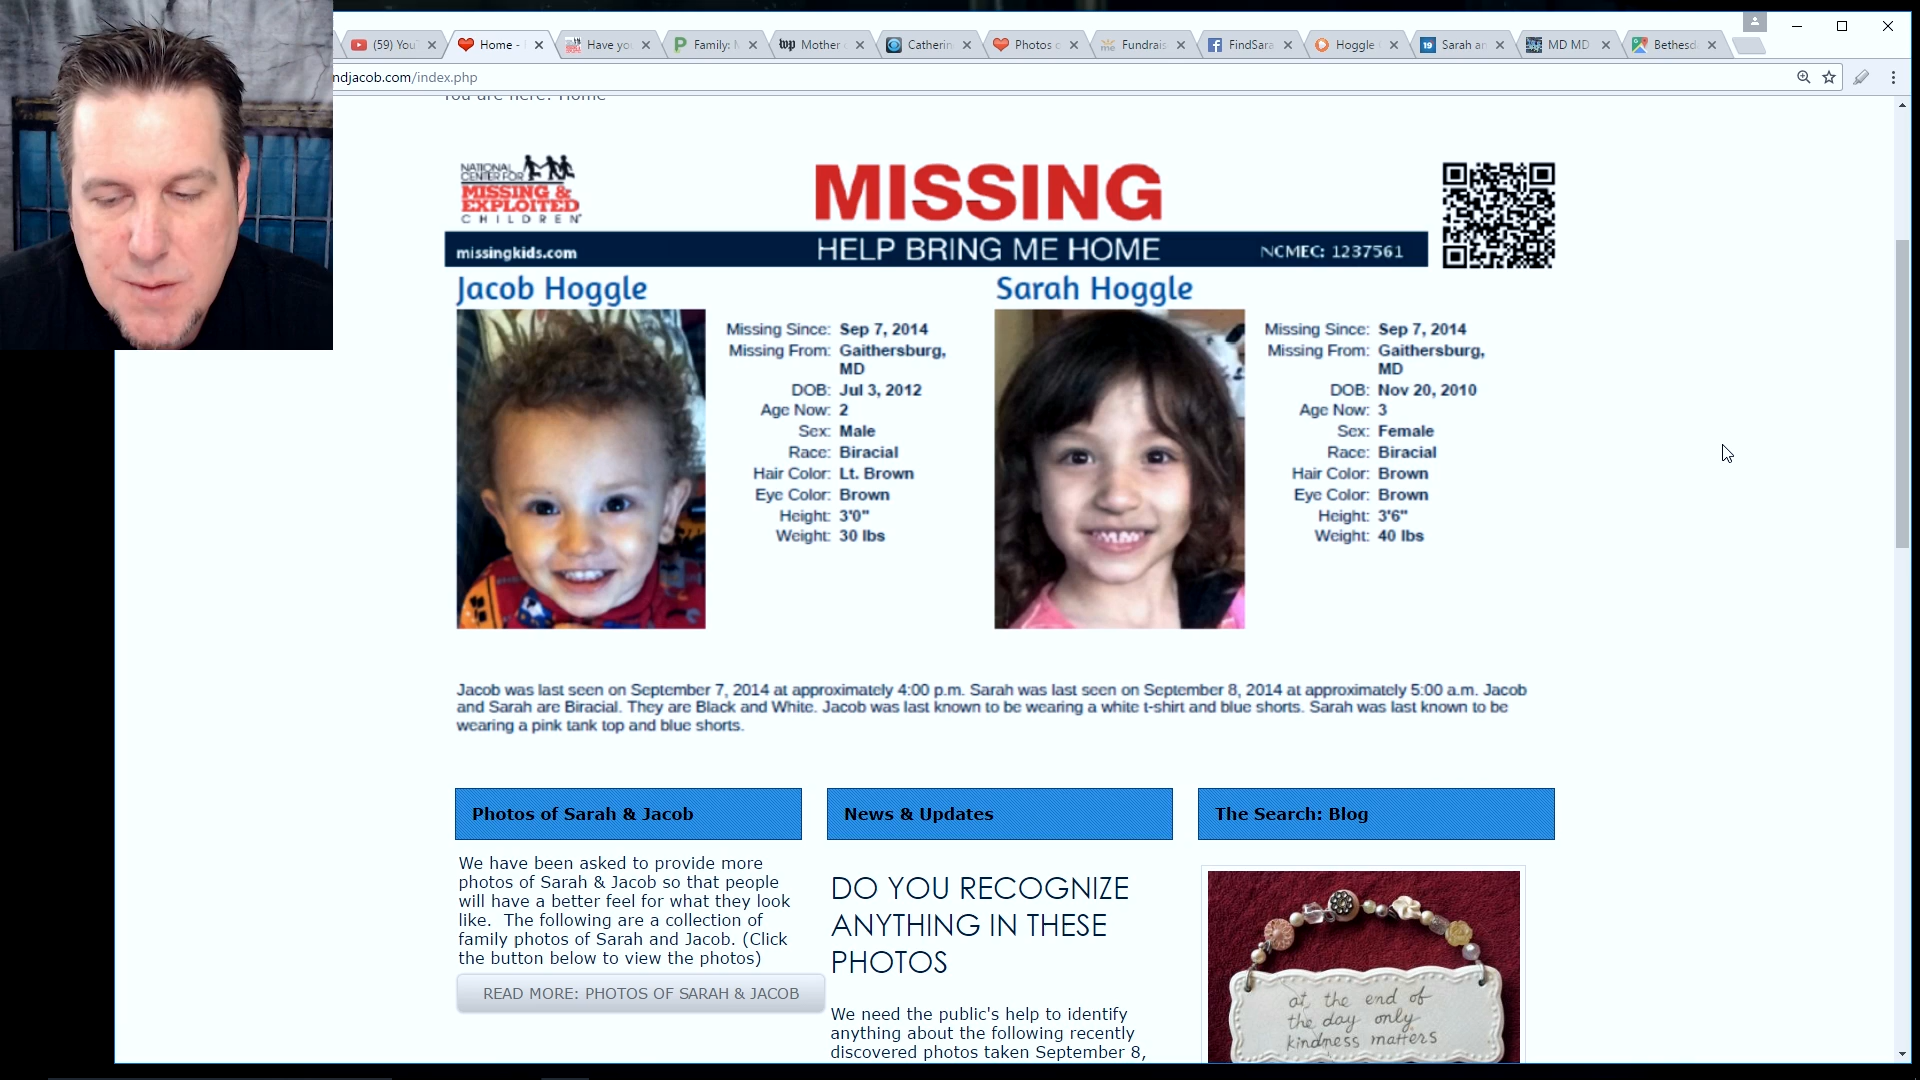 (59) You
Home -
Have yo
Family: M
wp Mother
Catherin
Photos o
me Fundrais
FindSara
Hoggle
19 Sarah a
MD MD
Bethesd
ndjacob.com/index.php
You are here: Home
NATIONAL
CENTER FOR
MISSING &
EXPLOITED
CHILDREN
MISSING
missingkids.com
HELP BRING ME HOME
NCMEC: 1237561
Jacob Hoggle
Missing Since: Sep 7, 2014
Missing From: Gaithersburg,
MD
DOB: Jul 3, 2012
Age Now: 2
Sex: Male
Race: Biracial
Hair Color: Lt. Brown
Eye Color: Brown
Height: 3'0"
Weight: 30 lbs
Sarah Hoggle
Missing Since: Sep 7, 2014
Missing From: Gaithersburg,
MD
DOB: Nov 20, 2010
Age Now: 3
Sex: Female
Race: Biracial
Hair Color: Brown
Eye Color: Brown
Height: 3'6"
Weight: 40 lbs
Jacob was last seen on September 7, 2014 at approximately 4:00 p.m. Sarah was last seen on September 8, 2014 at approximately 5:00 a.m. Jacob
and Sarah are Biracial. They are Black and White. Jacob was last known to be wearing a white t-shirt and blue shorts. Sarah was last known to be
wearing a pink tank top and blue shorts.
Photos of Sarah & Jacob
We have been asked to provide more
photos of Sarah & Jacob so that people
will have a better feel for what they look
like. The following are a collection of
family photos of Sarah and Jacob. (Click
the button below to view the photos)
READ MORE: PHOTOS OF SARAH & JACOB
News & Updates
DO YOU RECOGNIZE
ANYTHING IN THESE
PHOTOS
We need the public's help to identify
anything about the following recently
discovered photos taken September 8,
The Search: Blog
at the end of
the day only
kindness matters